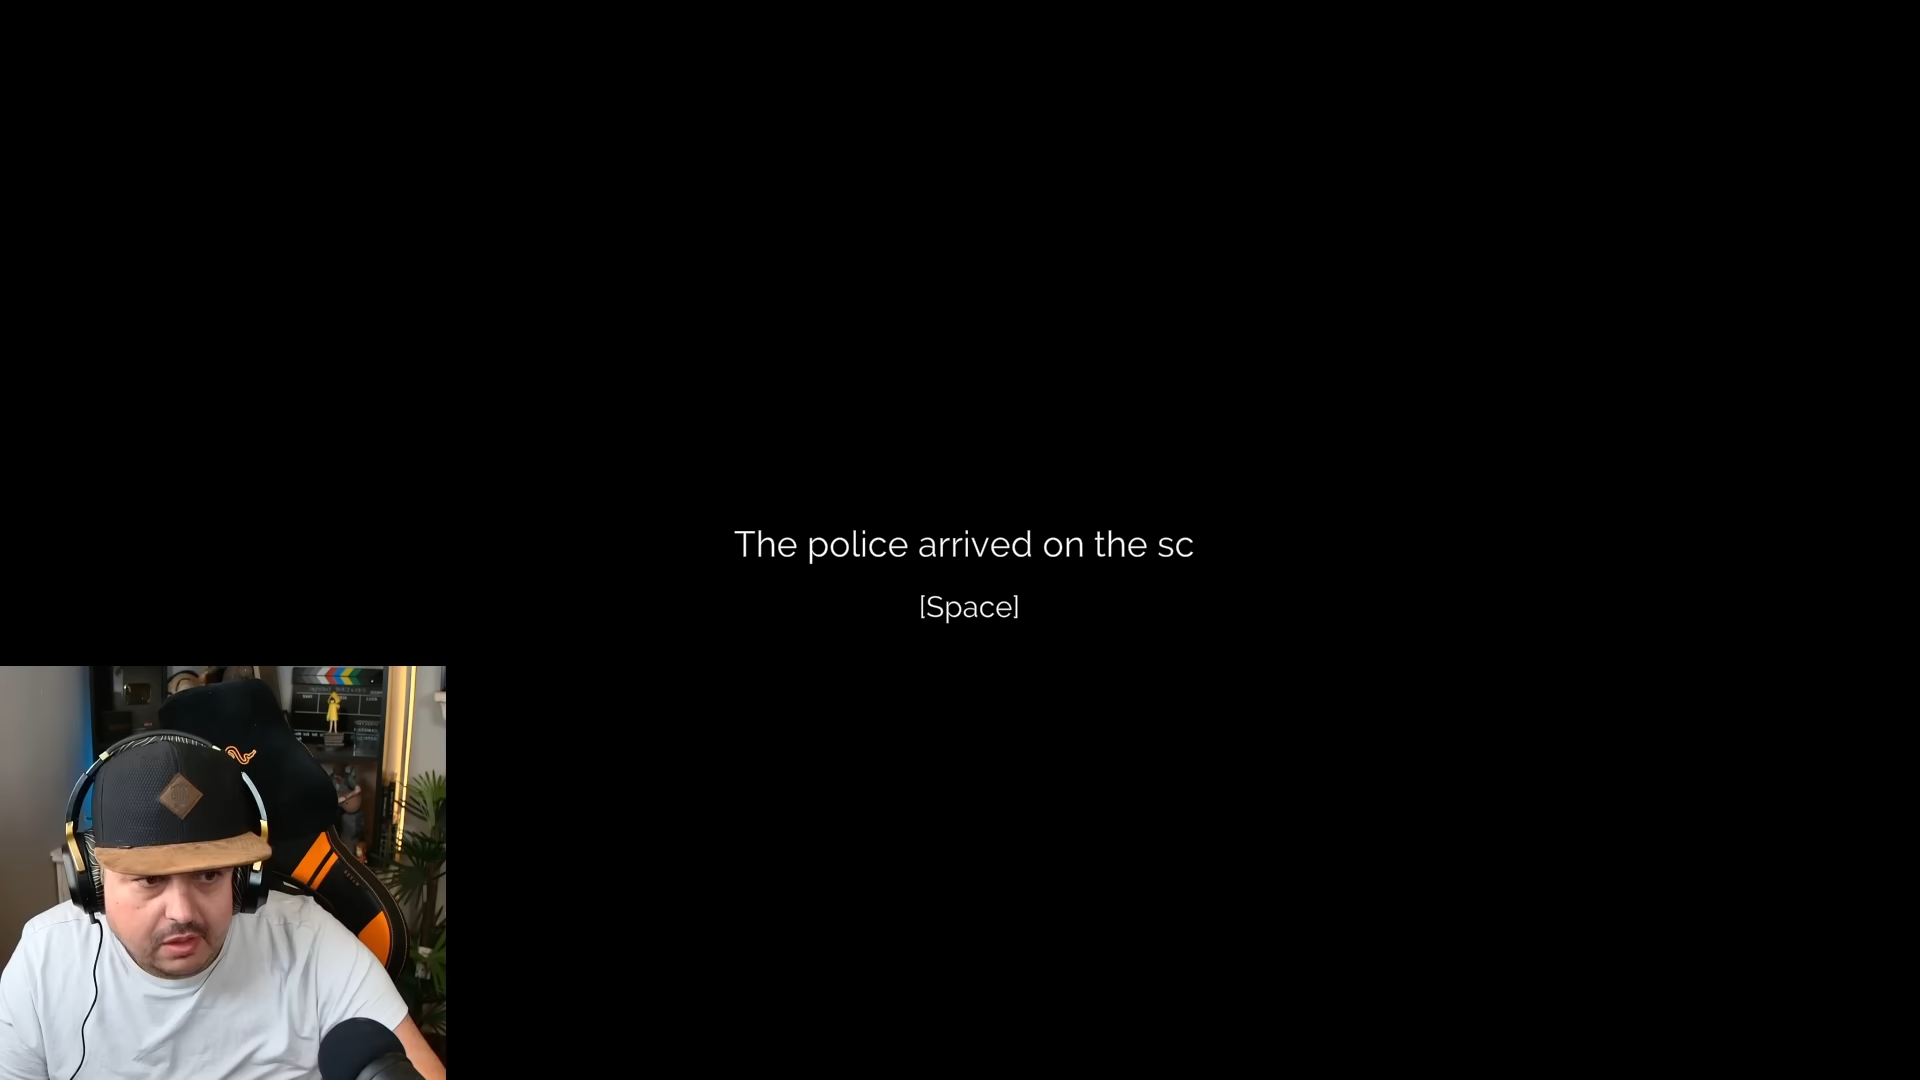 The police arrived on the sc
[Space]